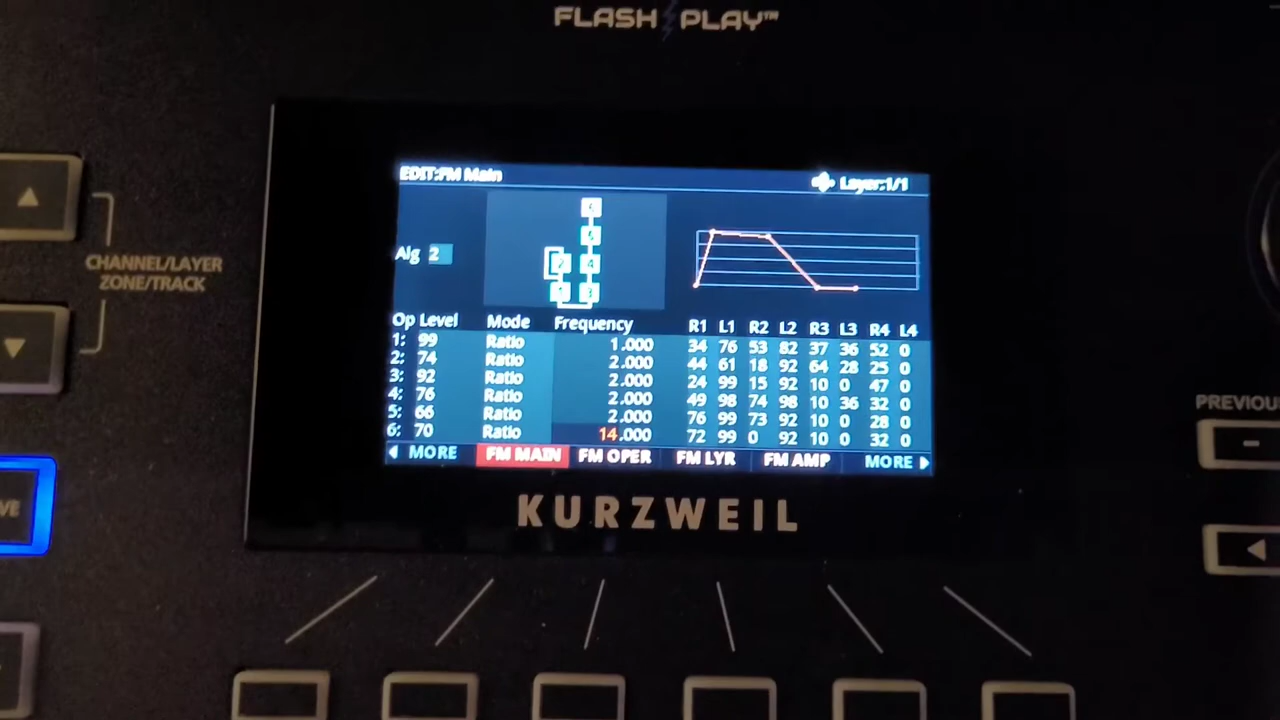 FLASH PLAY™
EDIT:FM Main Layer:1/1
Alg 2
Op Level Mode Frequency R1 L1 R2 L2 R3 L3 R4 L4
1: 99 Ratio 1.000 34 76 53 82 37 36 52 0
2: 74 Ratio 2.000 44 61 18 92 64 28 25 0
3: 92 Ratio 2.000 24 99 15 92 10 0 47 0
4: 76 Ratio 2.000 49 98 74 98 10 36 32 0
5: 66 Ratio 2.000 76 99 73 92 10 0 28 0
6: 70 Ratio 14.000 72 99 0 92 10 0 32 0
MORE FM MAIN FM OPER FM LYR FM AMP MORE
KURZWEIL
CHANNEL/LAYER
ZONE/TRACK